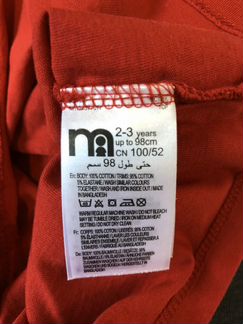 m
2-3 years
up to 98cm
CN 100/52
حتى طول 98 سم
En: BODY: 100% COTTON / TRIMS: 95% COTTON
5% ELASTANE / WASH SIMILAR COLOURS
TOGETHER / WASH AND IRON INSIDE OUT / MADE
IN BANGLADESH
WARM REGULAR MACHINE WASH / DO NOT BLEACH
MAY BE TUMBLE DRIED / IRON MEDIUM HEAT
SETTING / DO NOT DRY CLEAN
Fr: CORPS: 100% COTON / LISERÉS: 95% COTON
5% ÉLASTHANNE / LAVER LES COULEURS
SIMILAIRES ENSEMBLE / LAVER ET REPASSER À
L'ENVERS / FABRIQUÉ AU BANGLADESH